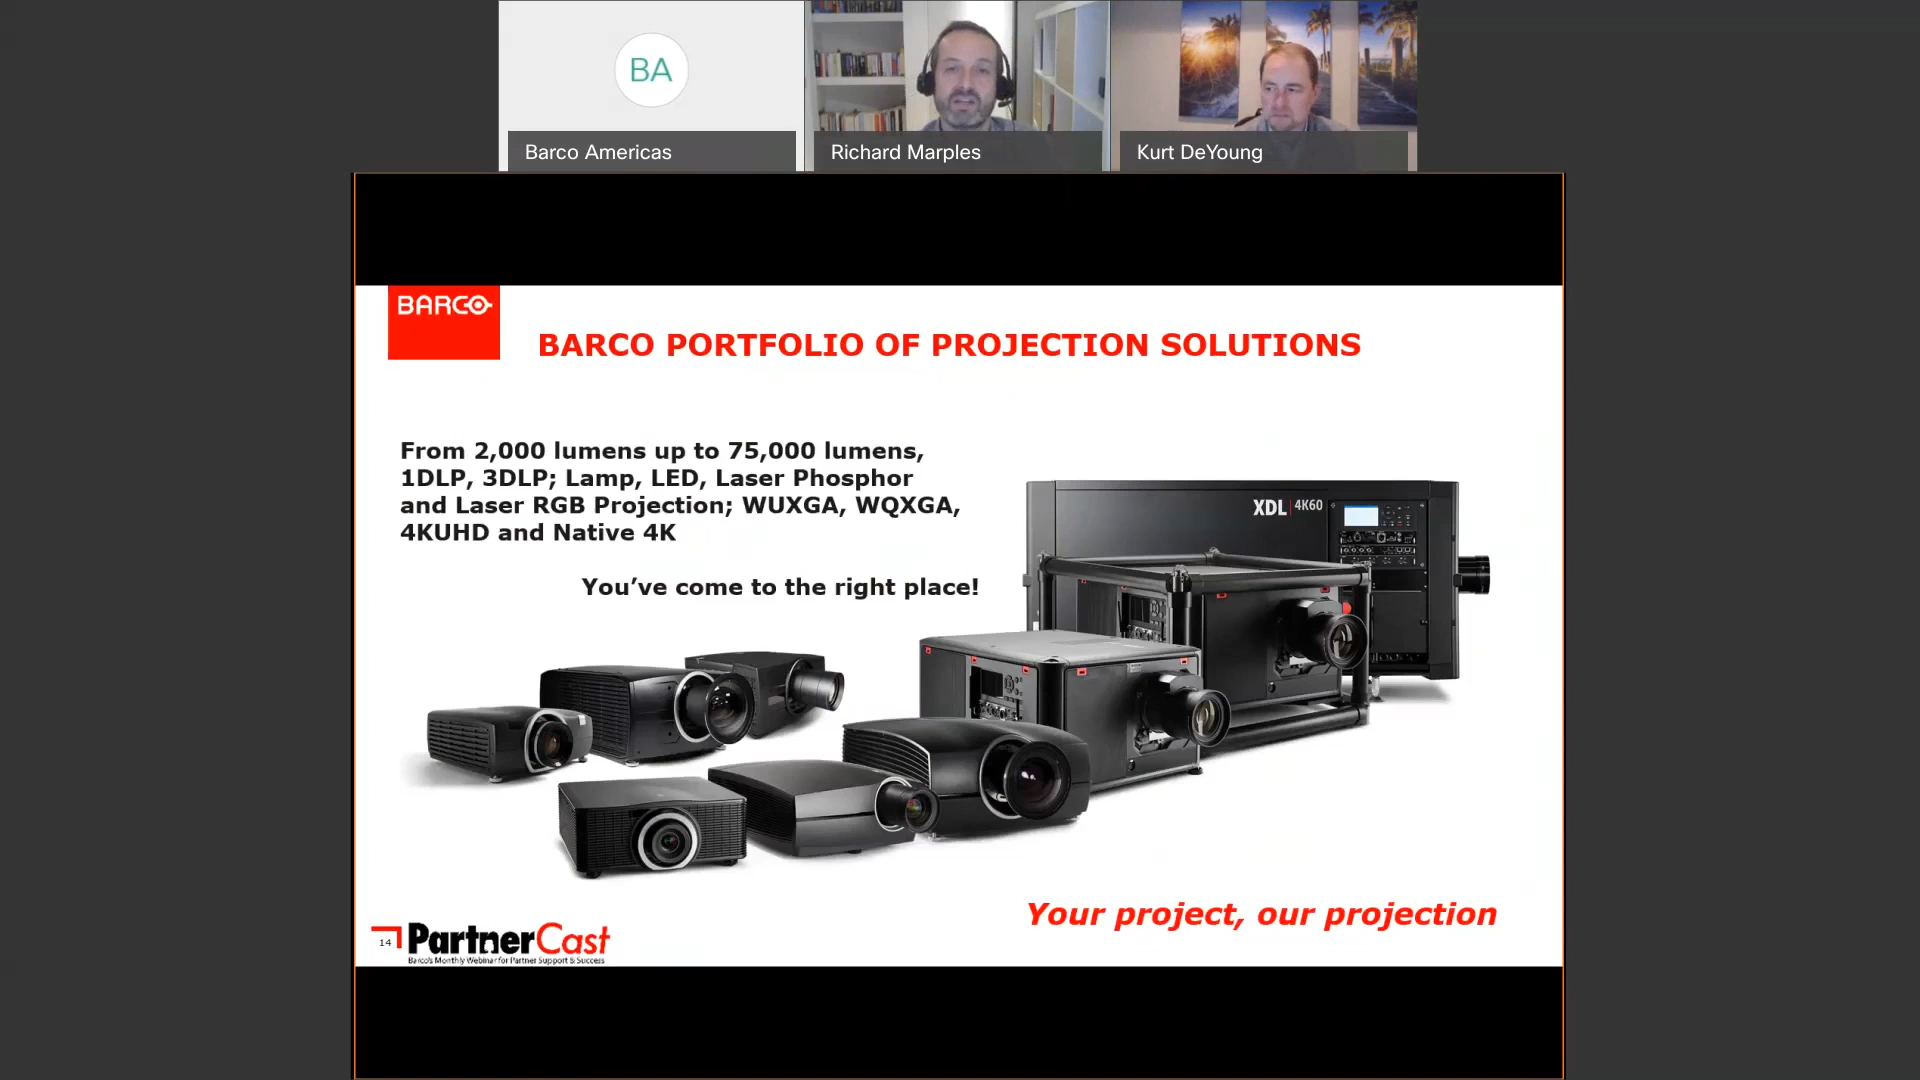 BA
Barco Americas
Richard Marples
Kurt DeYoung
BARCO
BARCO PORTFOLIO OF PROJECTION SOLUTIONS
From 2,000 lumens up to 75,000 lumens,
1DLP, 3DLP; Lamp, LED, Laser Phosphor
and Laser RGB Projection; WUXGA, WQXGA,
4KUHD and Native 4K
You’ve come to the right place!
XDL | 4K60
Your project, our projection
14
PartnerCast
Barco's Monthly Webinar for Partner Support & Success